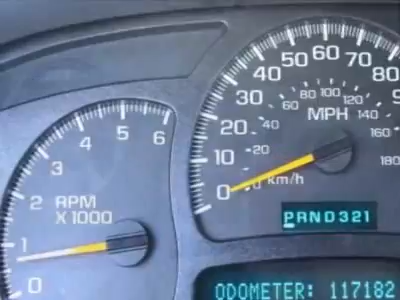 60
50 70
40 80
30 80 100 120
60 MPH 140
20 40 160
10 20 180
0 km/h
5 6
4
3
2 RPM
X 1000
1
0
PRND321
ODOMETER: 117182